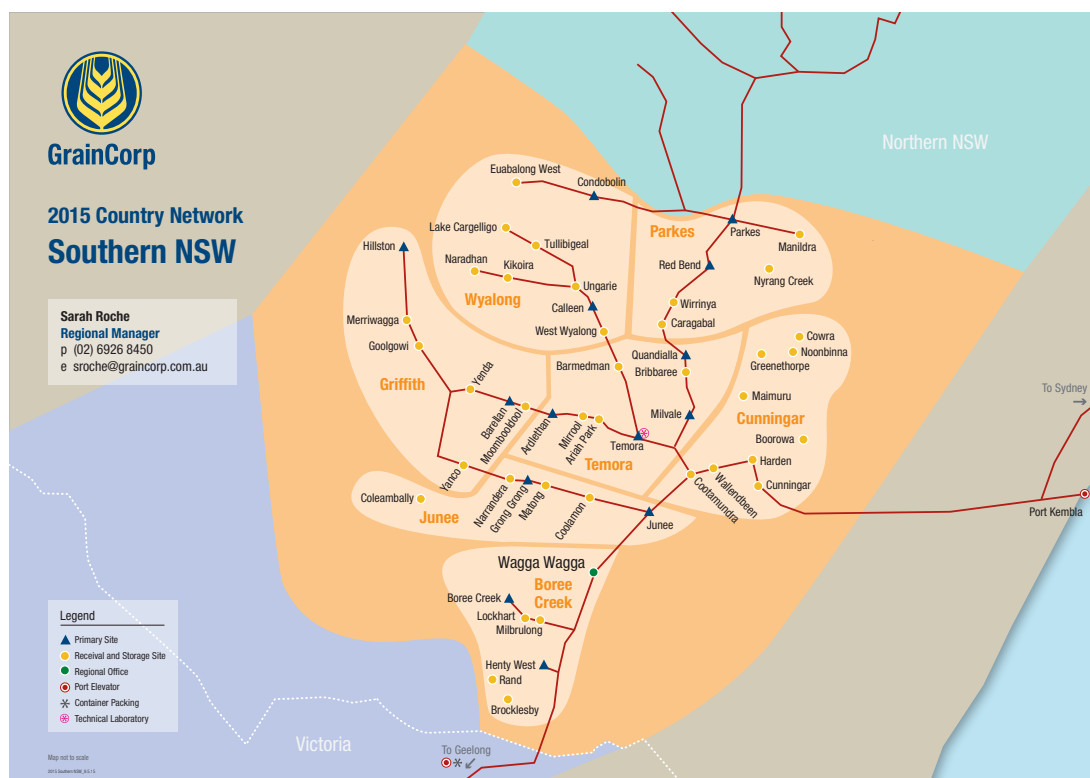 GrainCorp
2015 Country Network
Southern NSW
Sarah Roche
Regional Manager
p (02) 6926 8450
e sroche@graincorp.com.au
Northern NSW
Euabalong West
Condobolin
Parkes
Parkes
Manildra
Lake Cargelligo
Tullibigeal
Hillston
Naradhan
Kikoira
Red Bend
Nyrang Creek
Ungarie
Wyalong
Calleen
Wirrinya
Merriwagga
West Wyalong
Caragabal
Goolgowi
Cowra
Noonbinna
Greenethorpe
Quandialla
Bribbaree
Barmedman
Yenda
Griffith
Maimuru
To Sydney
Barellan
Moombooldool
Ardlethan
Mirrool
Ariah Park
Milvale
Cunningar
Temora
Temora
Boorowa
Harden
Yanco
Cootamundra
Wallendbeen
Cunningar
Coleambally
Junee
Narrandera
Grong Grong
Matong
Coolamon
Junee
Port Kembla
Wagga Wagga
Boree
Creek
Boree Creek
Lockhart
Milbrulong
Henty West
Rand
Brocklesby
Legend
Primary Site
Receival and Storage Site
Regional Office
Port Elevator
Container Packing
Technical Laboratory
Victoria
To Geelong
Map not to scale